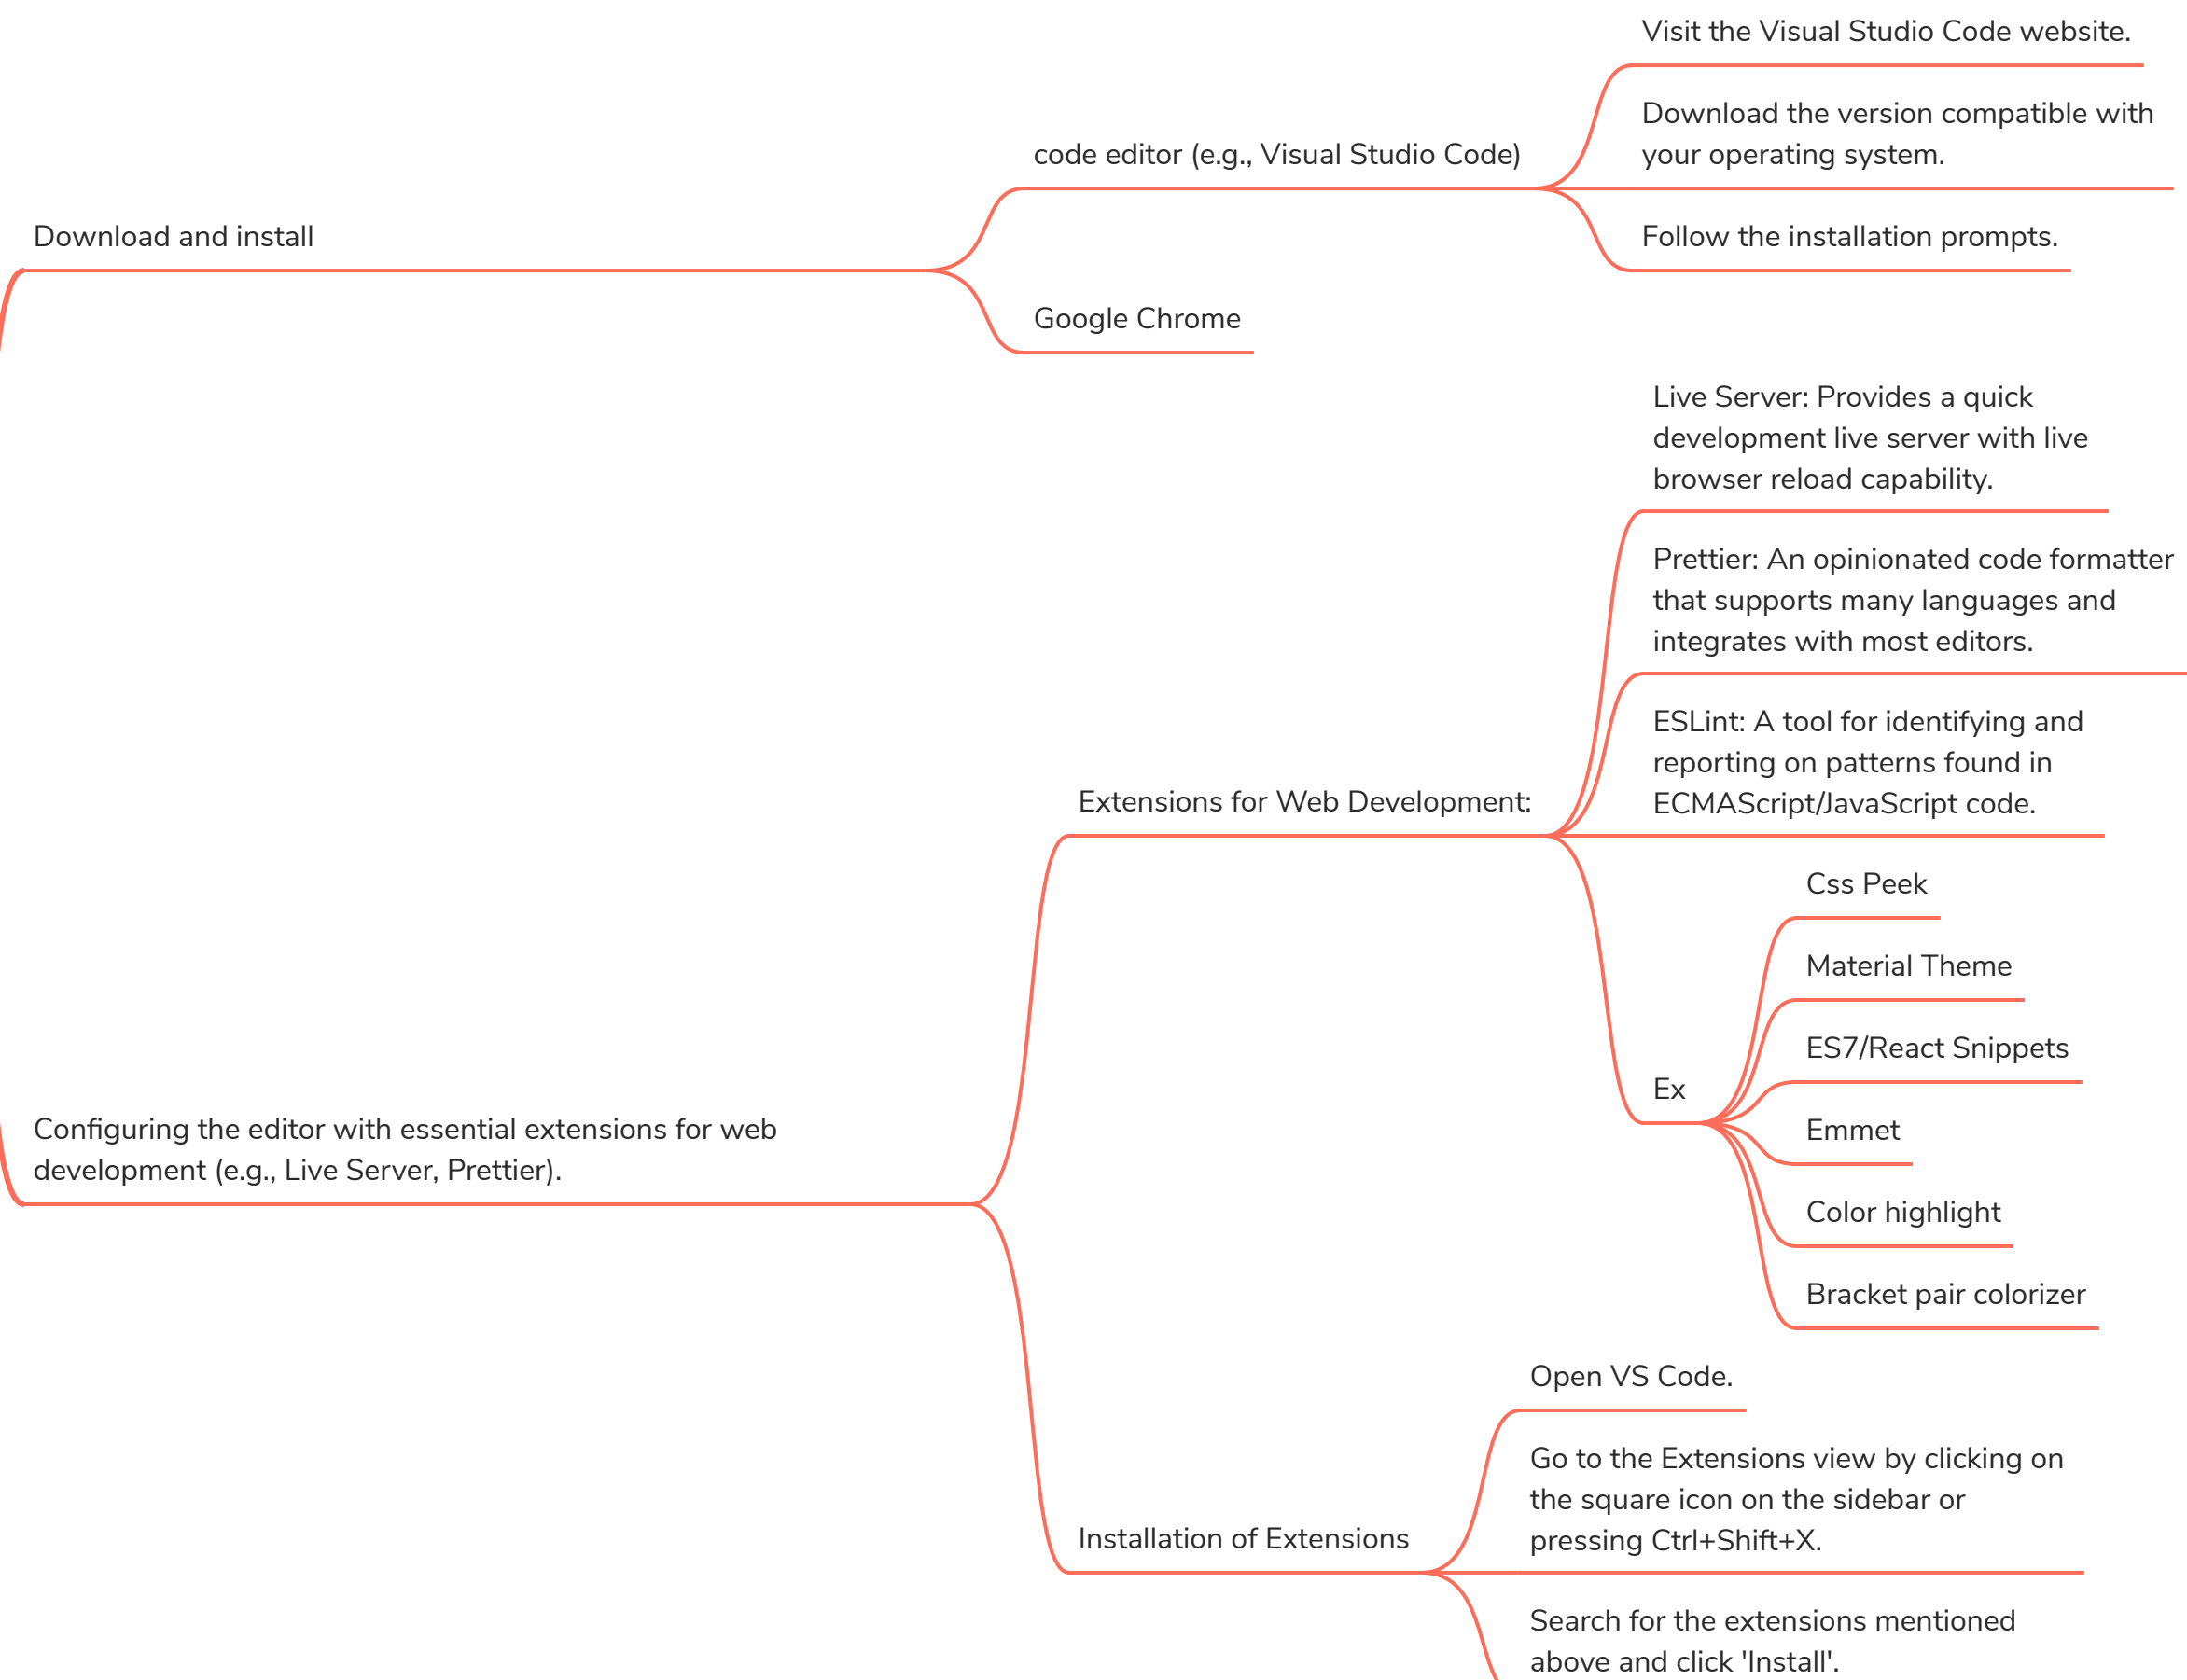 Visit the Visual Studio Code website.
Download the version compatible with
your operating system.
code editor (e.g., Visual Studio Code)
Follow the installation prompts.
Download and install
Google Chrome
Live Server: Provides a quick
development live server with live
browser reload capability.
Prettier: An opinionated code formatter
that supports many languages and
integrates with most editors.
ESLint: A tool for identifying and
reporting on patterns found in
ECMAScript/JavaScript code.
Extensions for Web Development:
Css Peek
Material Theme
ES7/React Snippets
Ex
Emmet
Color highlight
Bracket pair colorizer
Configuring the editor with essential extensions for web
development (e.g., Live Server, Prettier).
Open VS Code.
Go to the Extensions view by clicking on
the square icon on the sidebar or
pressing Ctrl+Shift+X.
Installation of Extensions
Search for the extensions mentioned
above and click 'Install'.